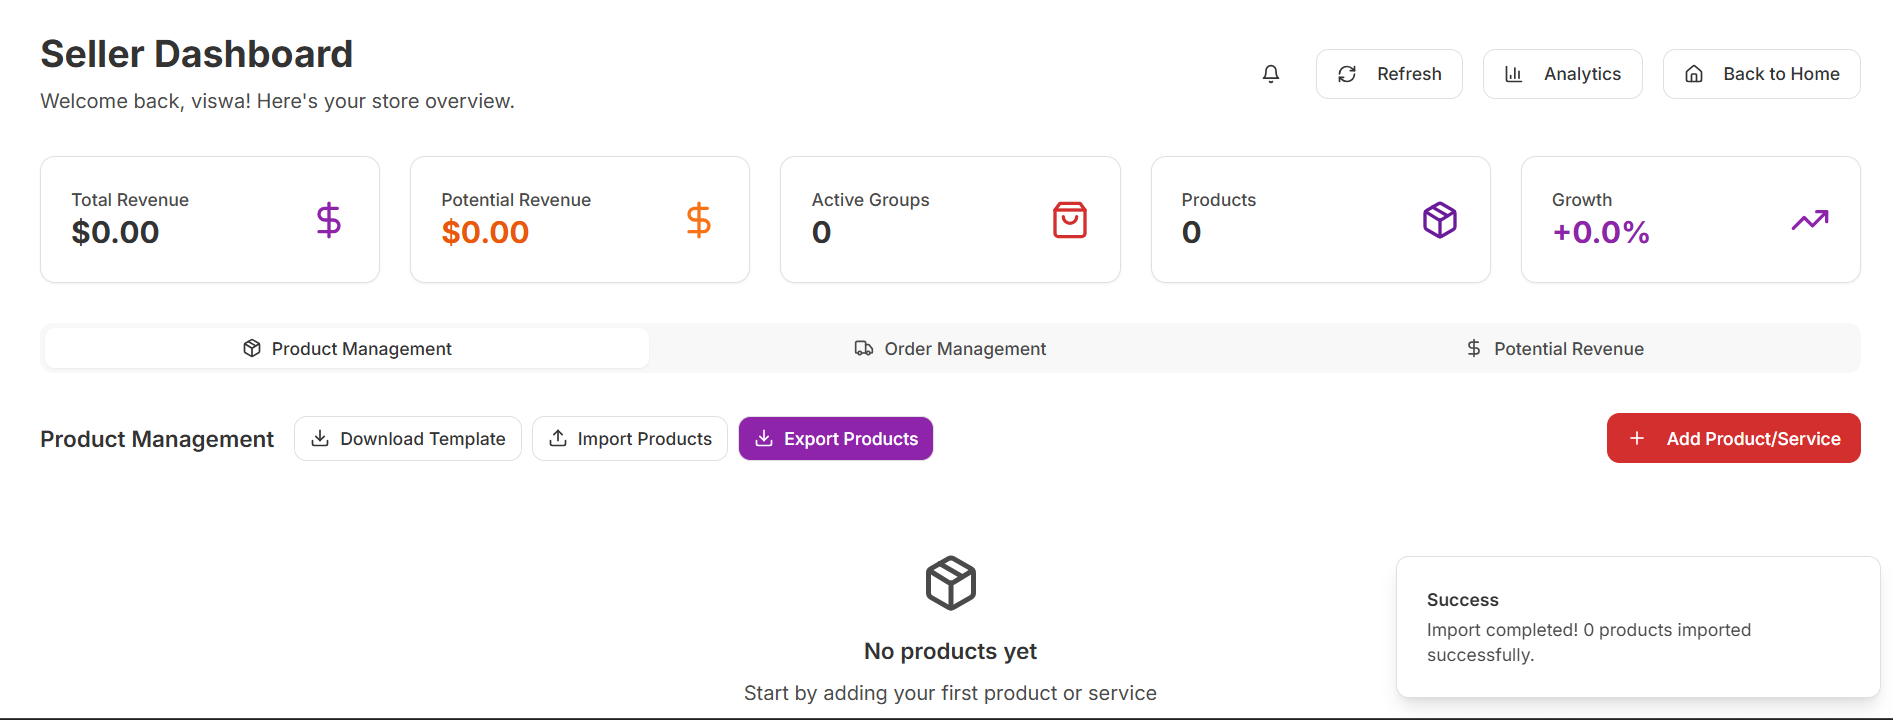 Seller Dashboard
Welcome back, viswa! Here's your store overview.
Refresh
Analytics
Back to Home
Total Revenue
$0.00
Potential Revenue
$0.00
Active Groups
0
Products
0
Growth
+0.0%
Product Management
Order Management
Potential Revenue
Product Management
Download Template
Import Products
Export Products
Add Product/Service
No products yet
Start by adding your first product or service
Success
Import completed! 0 products imported
successfully.